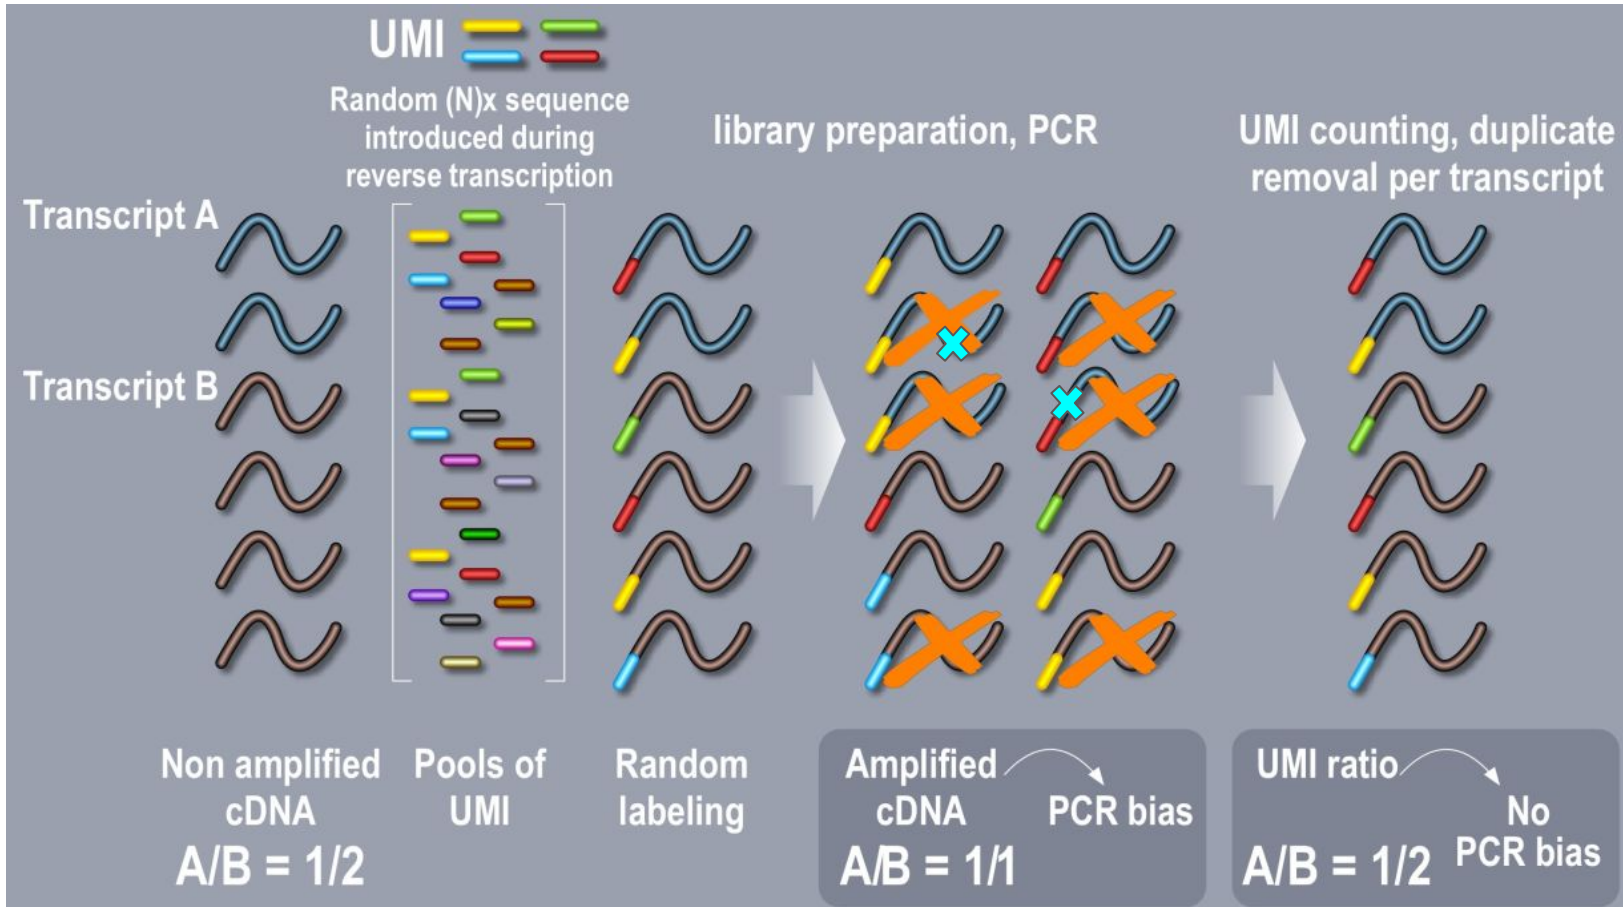 UMI
Random (N)x sequence
introduced during
reverse transcription
library preparation, PCR
UMI counting, duplicate
removal per transcript
Transcript A
Transcript B
Non amplified
cDNA
A/B = 1/2
Pools of
UMI
Random
labeling
Amplified
cDNA
PCR bias
A/B = 1/1
UMI ratio
No
PCR bias
A/B = 1/2